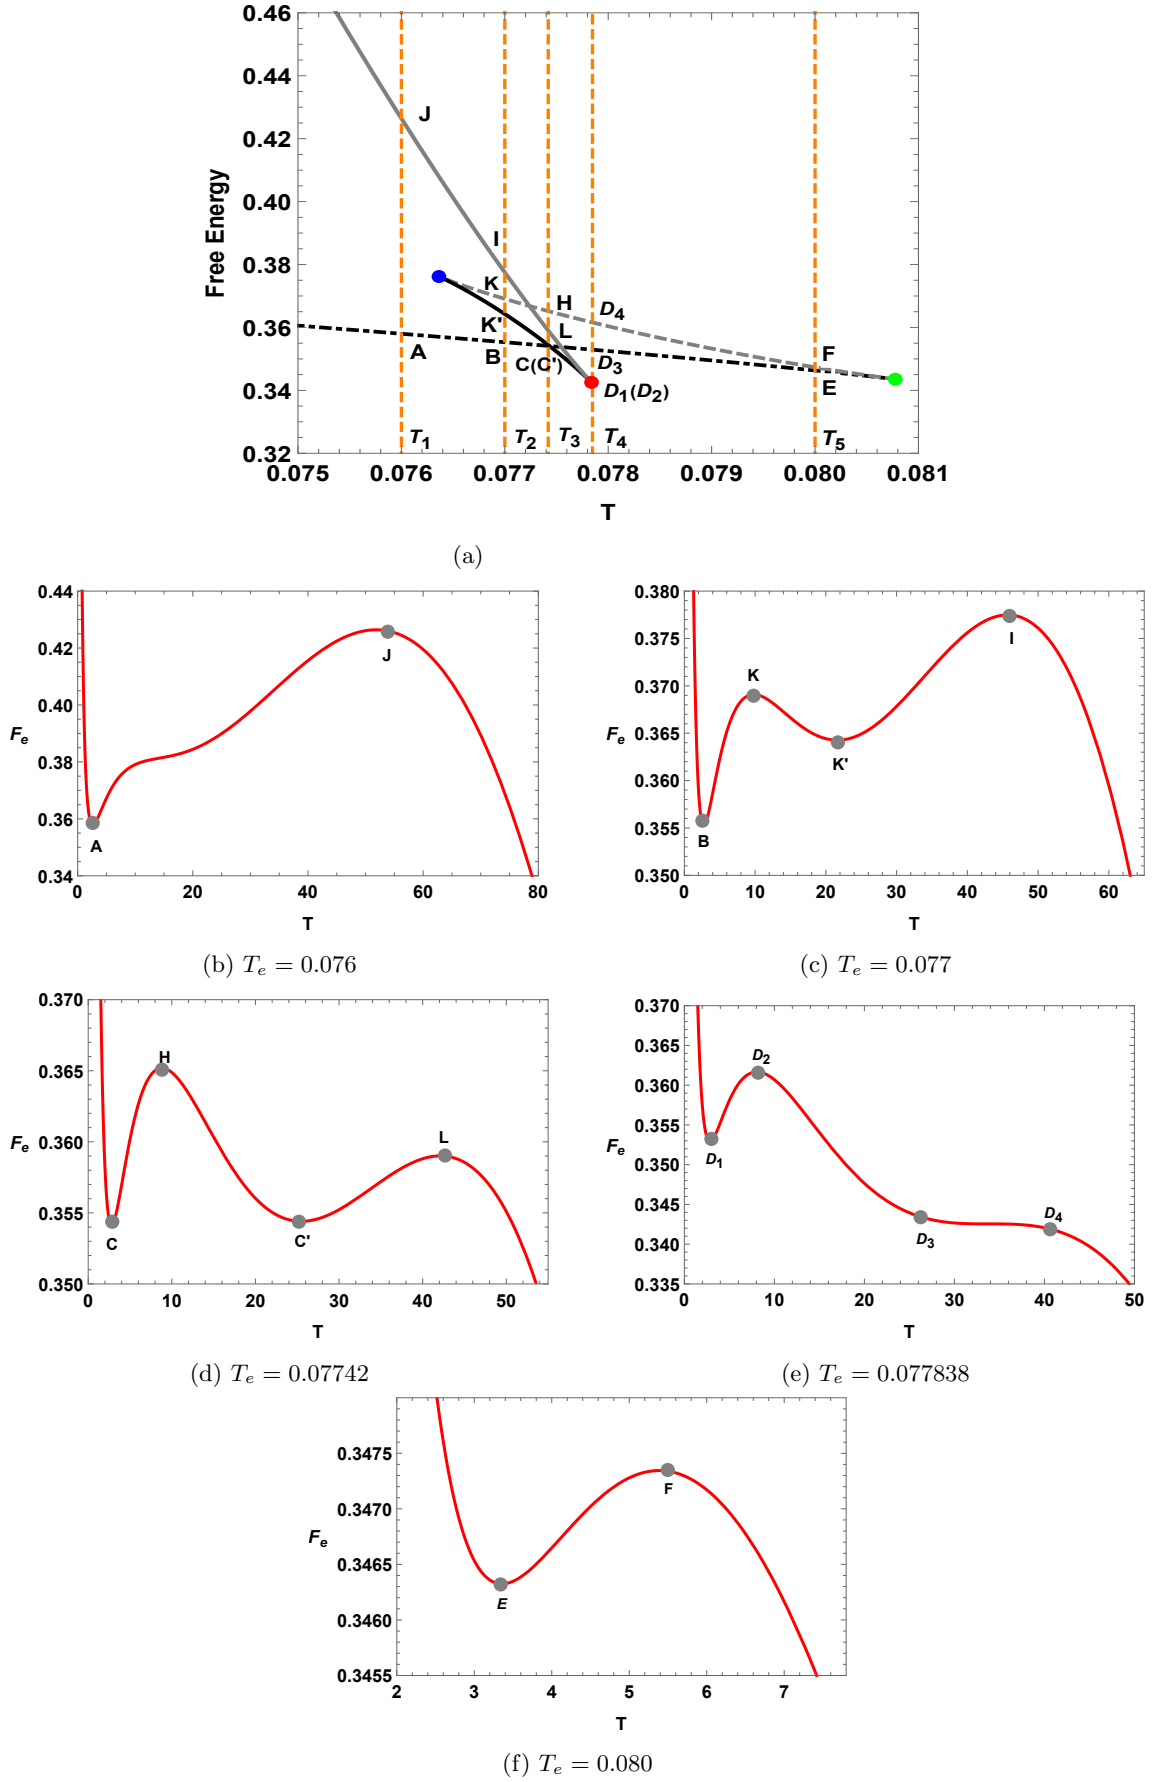 0.46
0.44
0.42
0.40
0.38
0.36
0.34
0.32
Free Energy
J
I
K
H
D4
L
K'
A
B
C(C')
D3
F
E
D1(D2)
T1 T2 T3 T4 T5
0.075 0.076 0.077 0.078 0.079 0.080 0.081
T
(a)
0.44
0.42
0.40
0.38
0.36
0.34
Fe
J
A
0 20 40 60 80
T
(b) Te = 0.076
0.380
0.375
0.370
0.365
0.360
0.355
0.350
Fe
K
I
K'
B
0 10 20 30 40 50 60
T
(c) Te = 0.077
0.370
0.365
0.360
0.355
0.350
Fe
H
L
C
C'
0 10 20 30 40 50
T
(d) Te = 0.07742
0.370
0.365
0.360
0.355
0.350
0.345
0.340
0.335
Fe
D2
D1
D3
D4
0 10 20 30 40 50
T
(e) Te = 0.077838
0.3475
0.3470
0.3465
0.3460
0.3455
Fe
F
E
2 3 4 5 6 7
T
(f) Te = 0.080